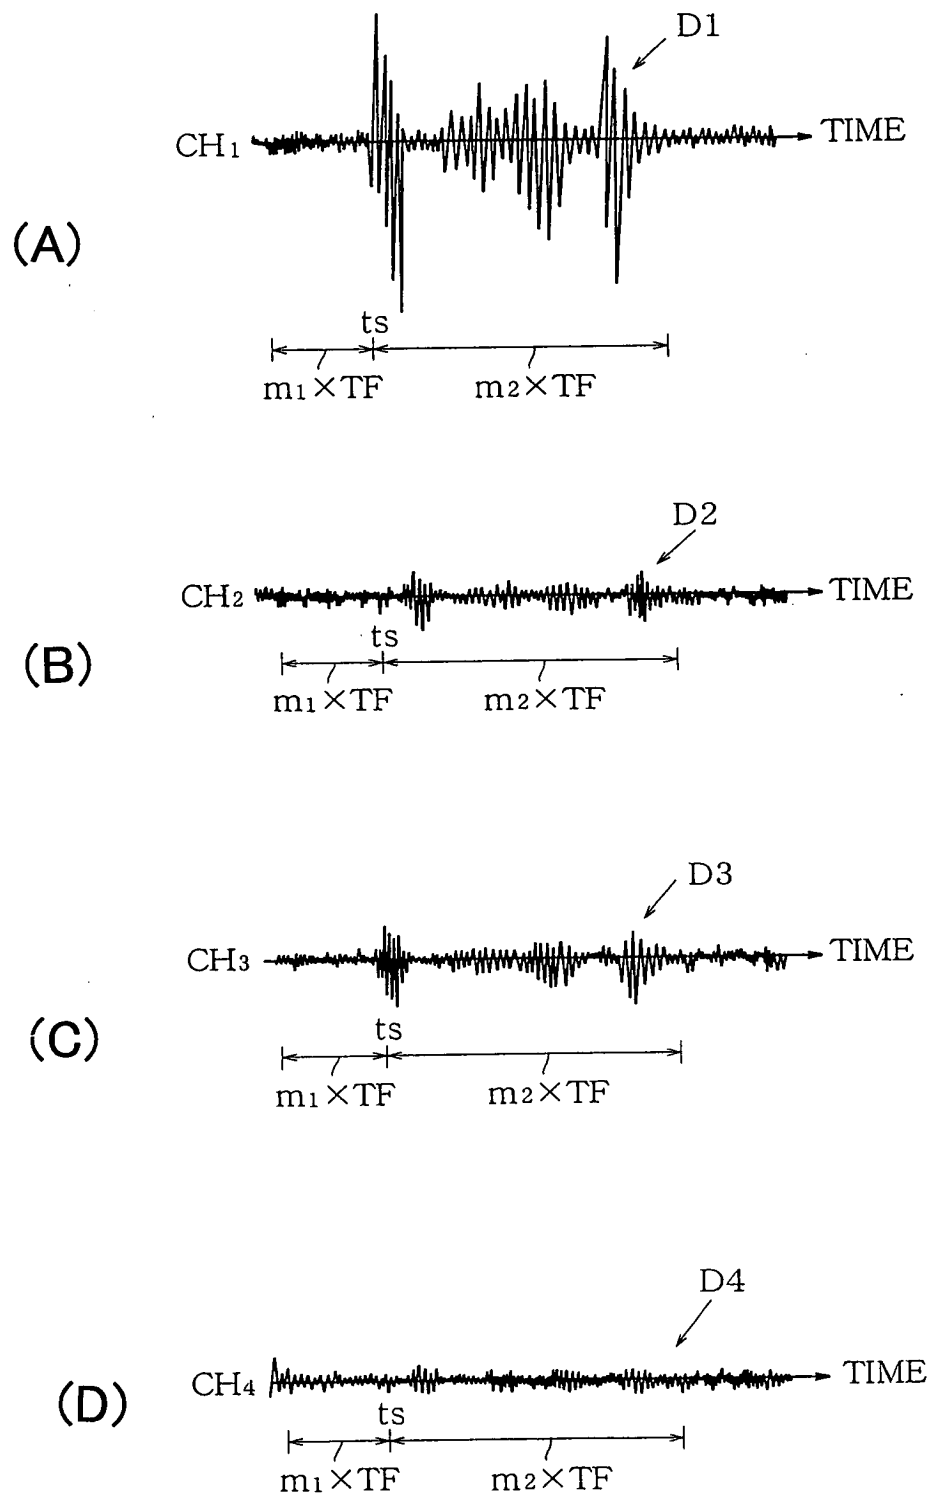 D1
CH₁ TIME
(A)
ts
m₁×TF m₂×TF
D2
CH₂ TIME
(B)
ts
m₁×TF m₂×TF
D3
CH₃ TIME
(C)
ts
m₁×TF m₂×TF
D4
CH₄ TIME
(D)
ts
m₁×TF m₂×TF